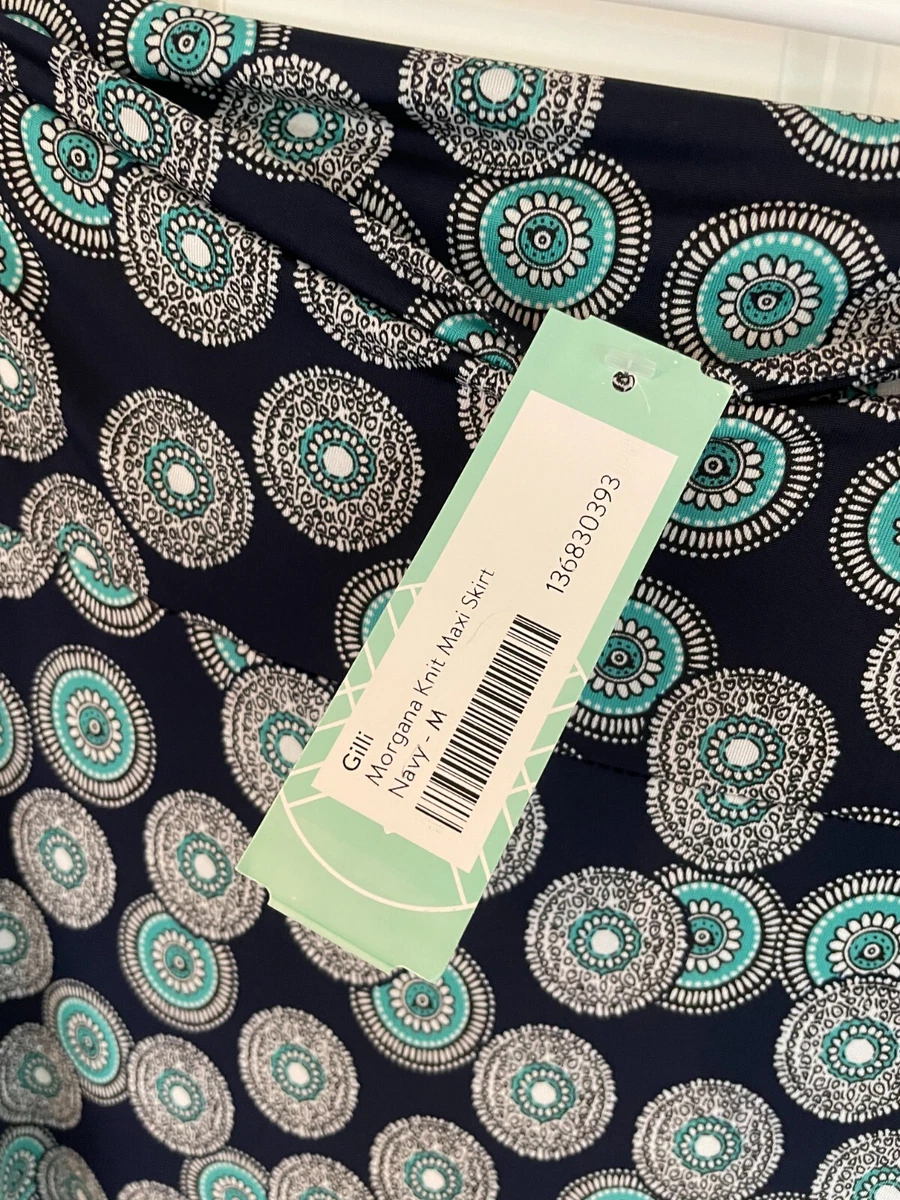 Gilli
Morgana Knit Maxi Skirt
Navy - M
136830393